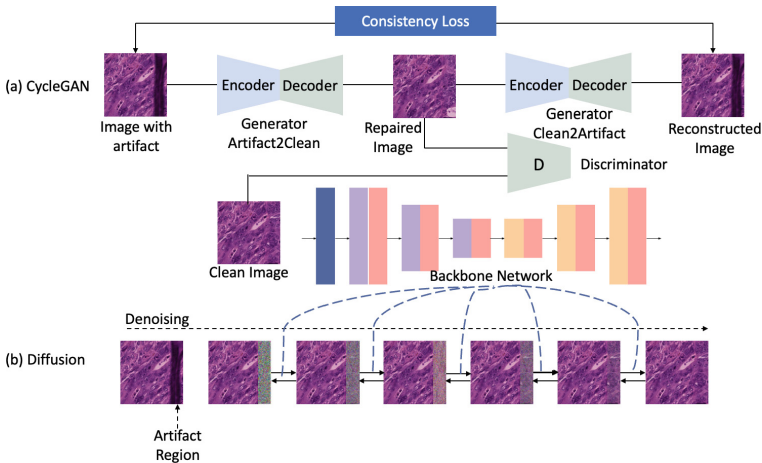 Consistency Loss
(a) CycleGAN
Encoder
Decoder
Encoder
Decoder
Image with
artifact
Generator
Artifact2Clean
Repaired
Image
Generator
Clean2Artifact
Reconstructed
Image
D
Discriminator
Clean Image
Backbone Network
Denoising
(b) Diffusion
Artifact
Region